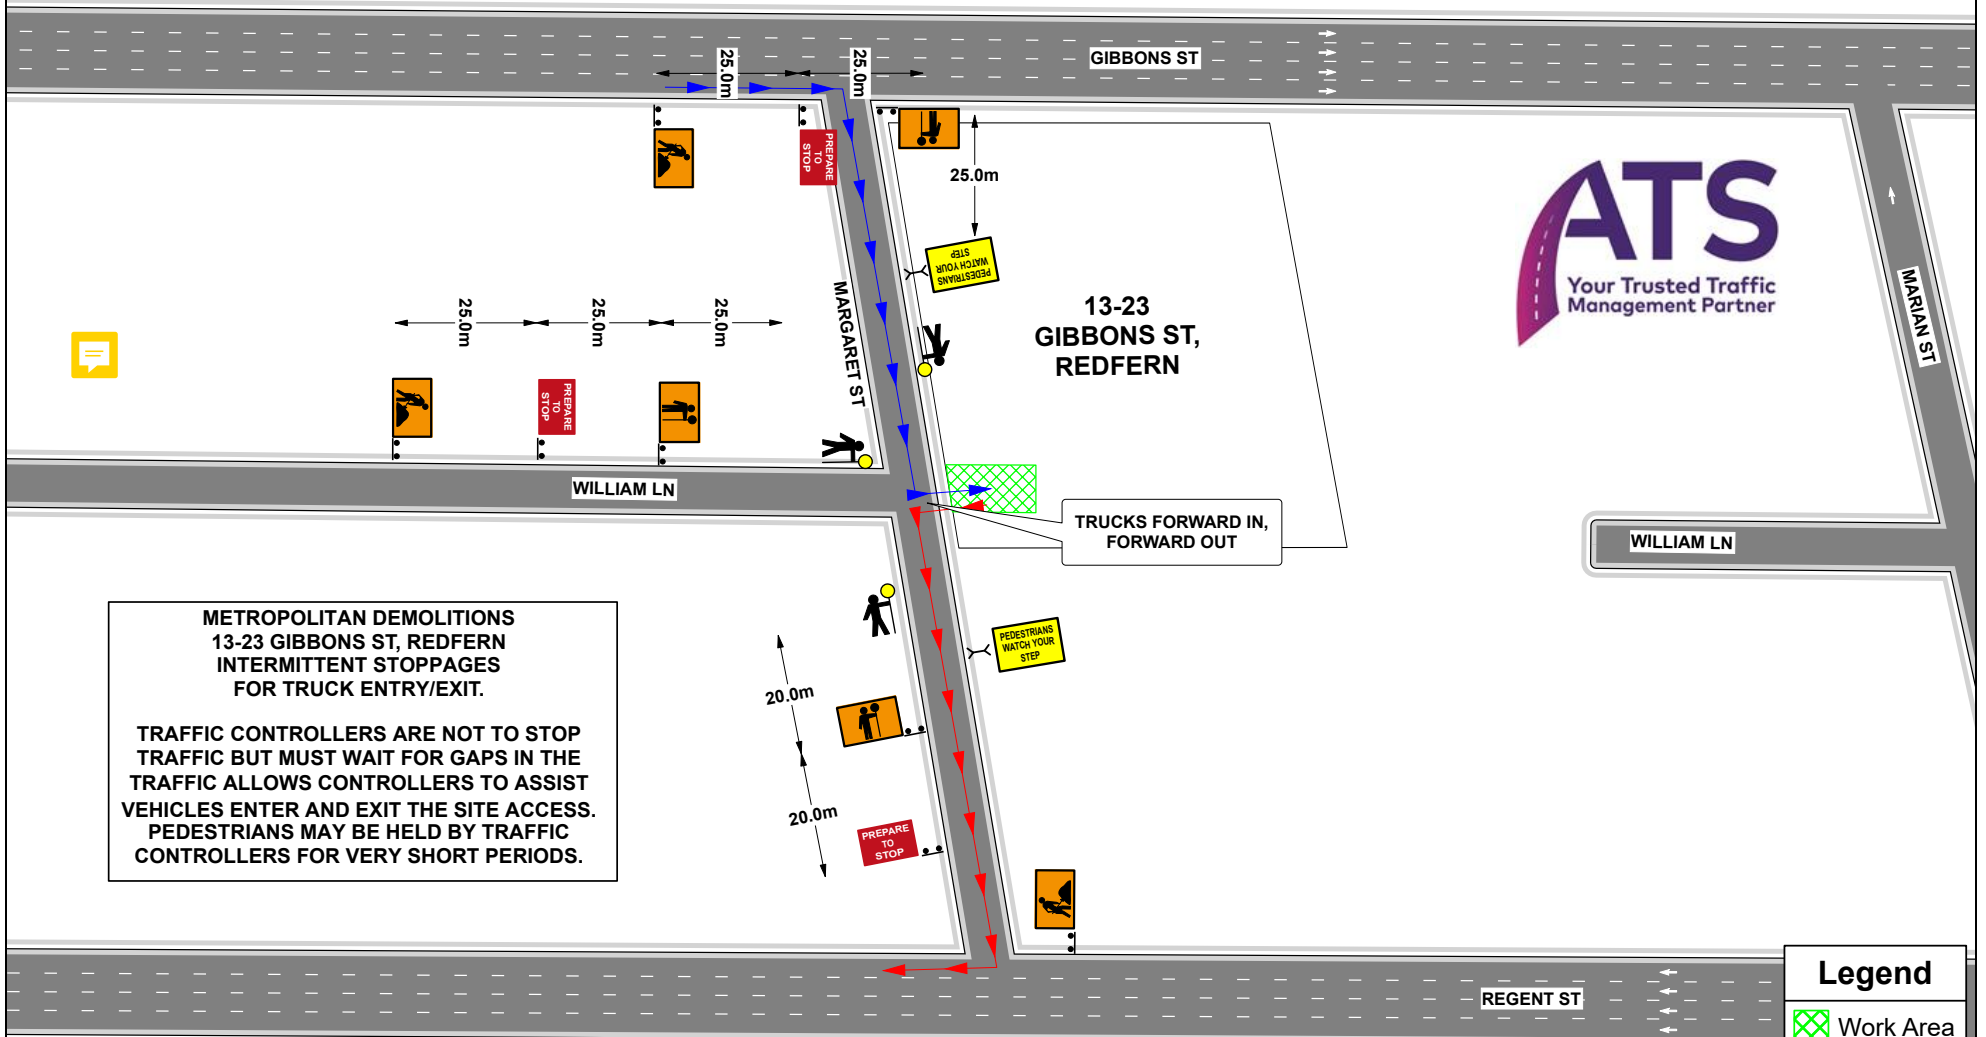 GIBBONS ST
25.0m
25.0m
PREPARE
TO
STOP
25.0m
PEDESTRIANS
WATCH YOUR
STEP
ATS
Your Trusted Traffic
Management Partner
MARIAN ST
MARGARET ST
13-23
GIBBONS ST,
REDFERN
25.0m
25.0m
25.0m
PREPARE
TO
STOP
WILLIAM LN
TRUCKS FORWARD IN,
FORWARD OUT
WILLIAM LN
METROPOLITAN DEMOLITIONS
13-23 GIBBONS ST, REDFERN
INTERMITTENT STOPPAGES
FOR TRUCK ENTRY/EXIT.
TRAFFIC CONTROLLERS ARE NOT TO STOP
TRAFFIC BUT MUST WAIT FOR GAPS IN THE
TRAFFIC ALLOWS CONTROLLERS TO ASSIST
VEHICLES ENTER AND EXIT THE SITE ACCESS.
PEDESTRIANS MAY BE HELD BY TRAFFIC
CONTROLLERS FOR VERY SHORT PERIODS.
PEDESTRIANS
WATCH YOUR
STEP
20.0m
20.0m
PREPARE
TO
STOP
REGENT ST
Legend
Work Area